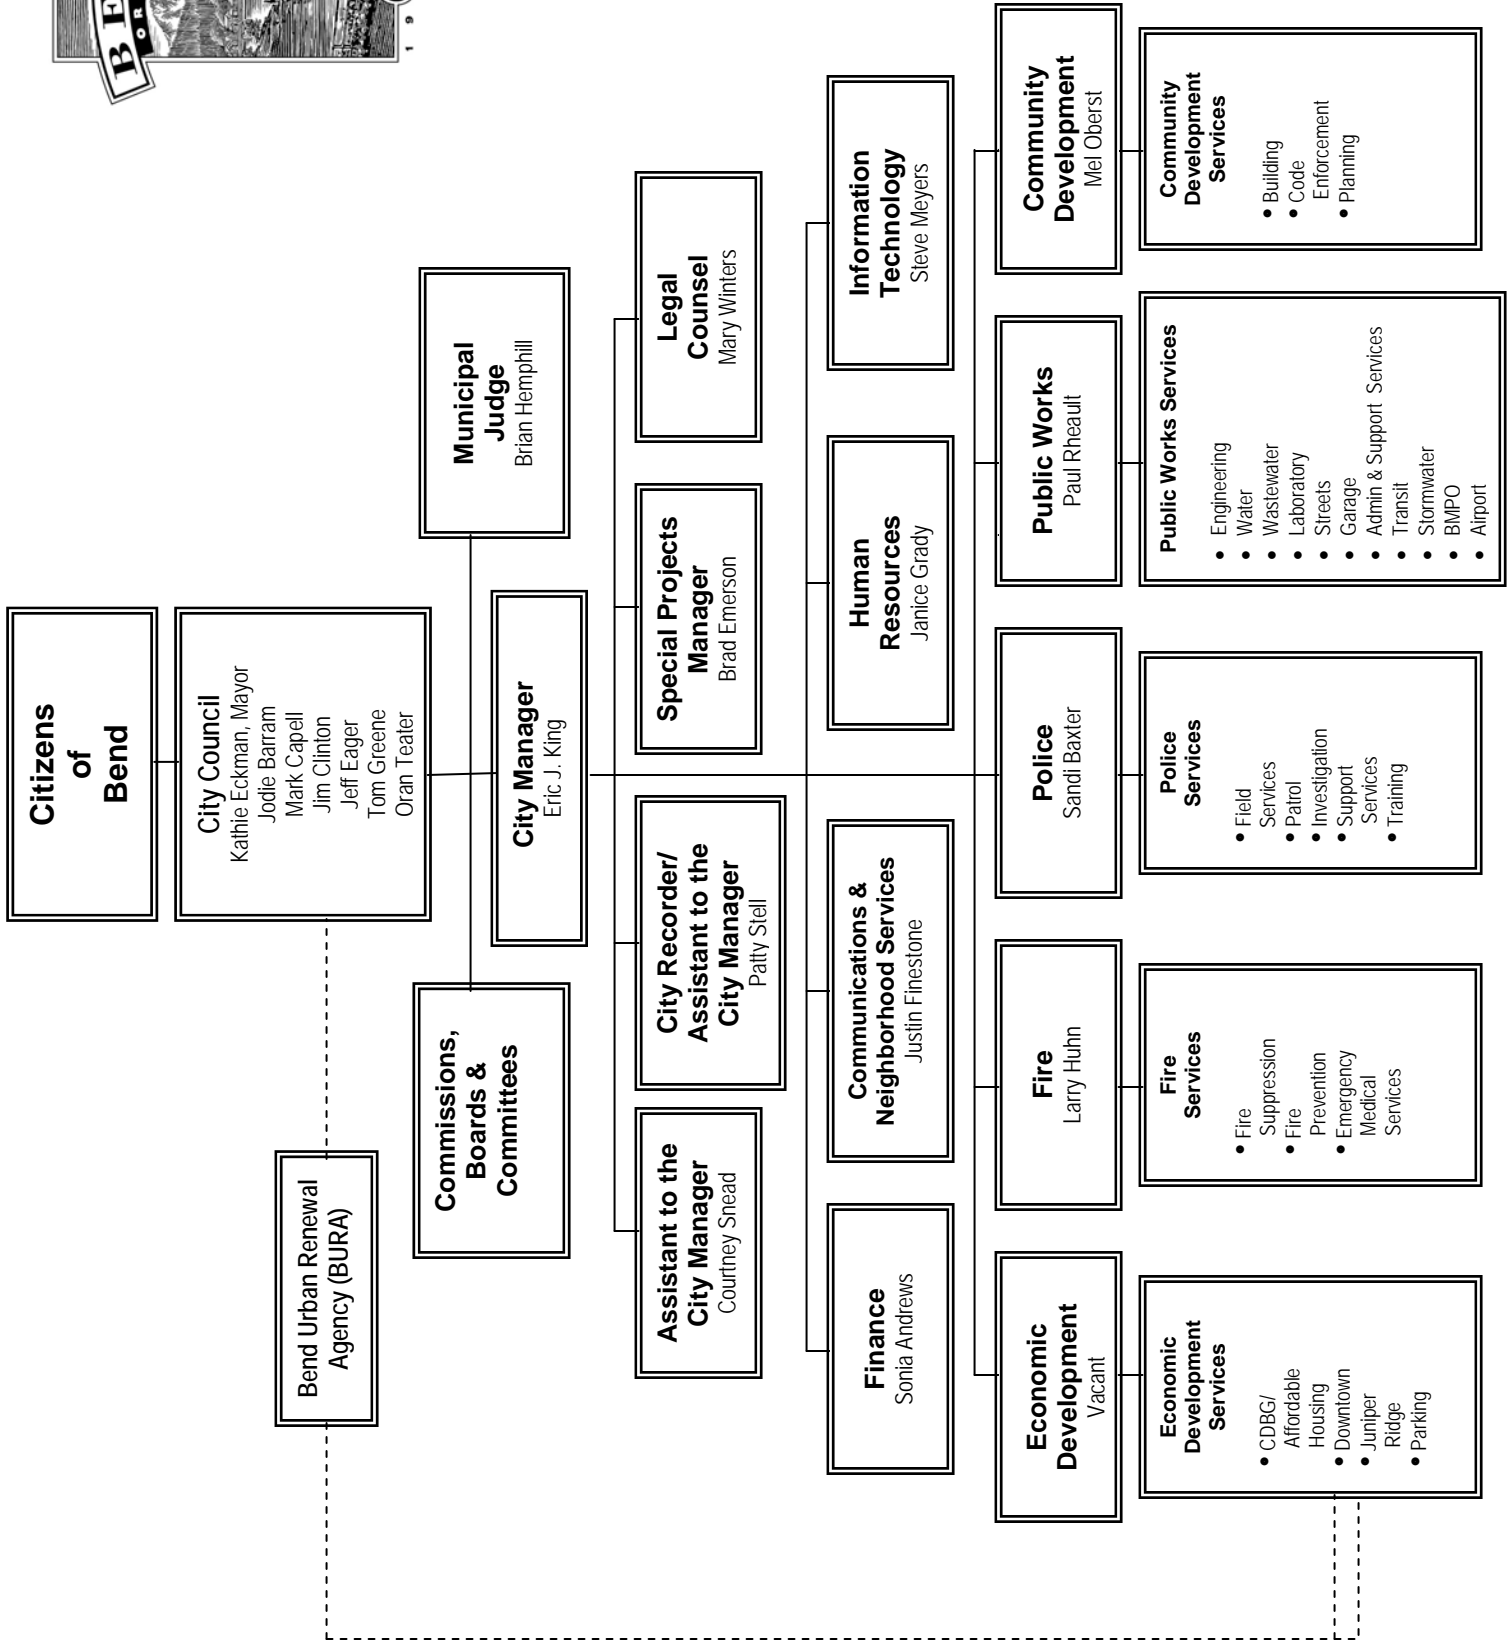 BE
OR
19
Citizens
of
Bend
City Council
Kathie Eckman, Mayor
Jodie Barram
Mark Capell
Jim Clinton
Jeff Eager
Tom Greene
Oran Teater
Bend Urban Renewal
Agency (BURA)
Commissions,
Boards &
Committees
Municipal
Judge
Brian Hemphill
City Manager
Eric J. King
Assistant to the
City Manager
Courtney Snead
City Recorder/
Assistant to the
City Manager
Patty Stell
Special Projects
Manager
Brad Emerson
Legal
Counsel
Mary Winters
Finance
Sonia Andrews
Communications &
Neighborhood Services
Justin Finestone
Human
Resources
Janice Grady
Information
Technology
Steve Meyers
Economic
Development
Vacant
Fire
Larry Huhn
Police
Sandi Baxter
Public Works
Paul Rheault
Community
Development
Mel Oberst
Economic
Development
Services
• CDBG/
Affordable
Housing
• Downtown
• Juniper
Ridge
• Parking
Fire
Services
• Fire
Suppression
• Fire
Prevention
• Emergency
Medical
Services
Police
Services
• Field
Services
• Patrol
• Investigation
• Support
Services
• Training
Public Works Services
• Engineering
• Water
• Wastewater
• Laboratory
• Streets
• Garage
• Admin & Support Services
• Transit
• Stormwater
• BMPO
• Airport
Community
Development
Services
• Building
• Code
Enforcement
• Planning